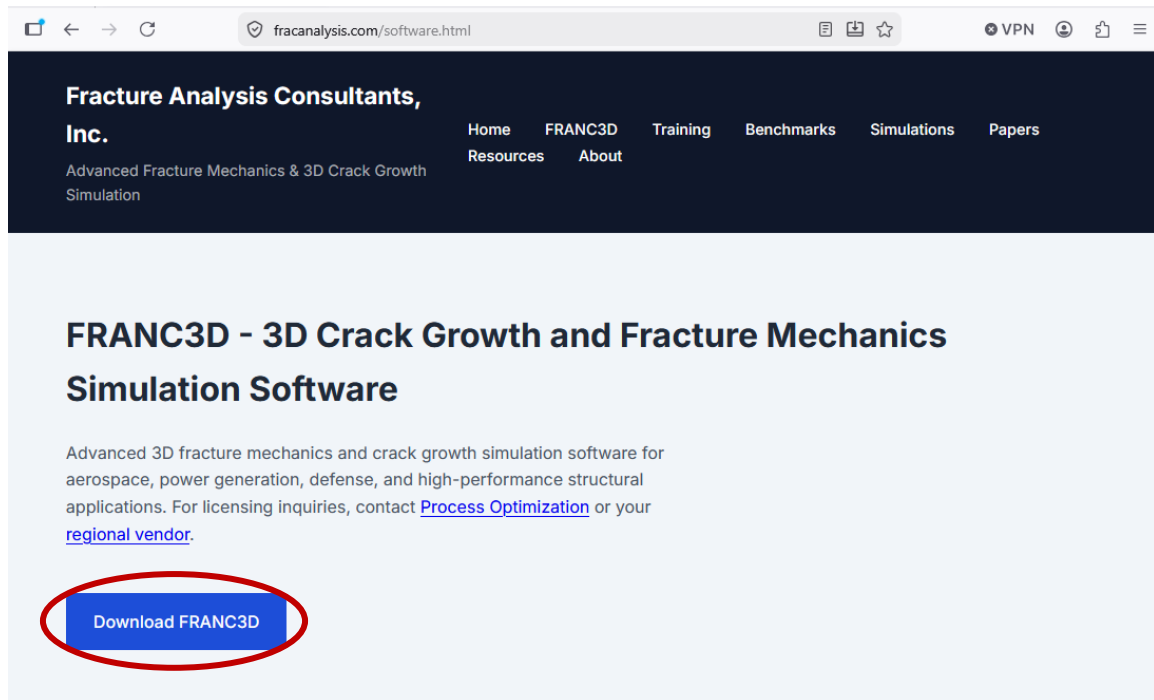 fracanalysis.com/software.html
VPN
Fracture Analysis Consultants,
Inc.
Advanced Fracture Mechanics & 3D Crack Growth
Simulation
Home FRANC3D Training Benchmarks Simulations Papers
Resources About
FRANC3D - 3D Crack Growth and Fracture Mechanics
Simulation Software
Advanced 3D fracture mechanics and crack growth simulation software for
aerospace, power generation, defense, and high-performance structural
applications. For licensing inquiries, contact Process Optimization or your
regional vendor.
Download FRANC3D